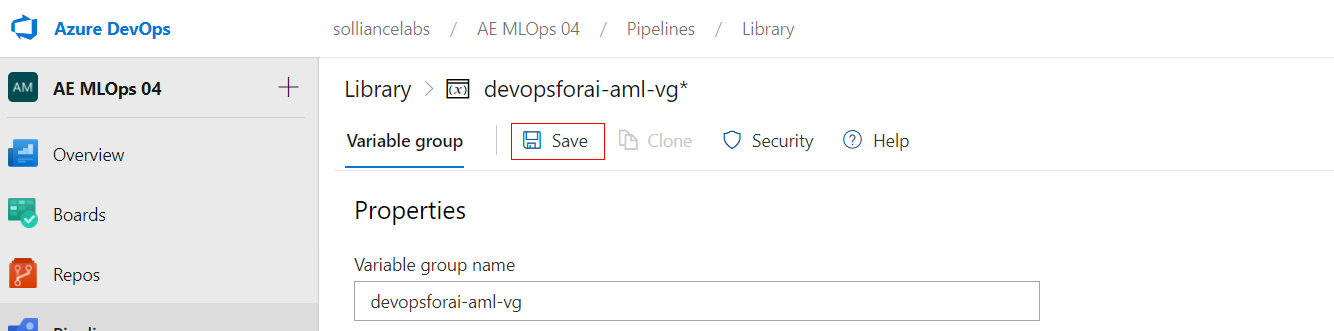 Azure DevOps
solliancelabs / AE MLOps 04 / Pipelines / Library
AM AE MLOps 04
Library > (x) devopsforai-aml-vg*
Variable group Save Clone Security ? Help
Overview
Boards
Properties
Repos
Variable group name
devopsforai-aml-vg